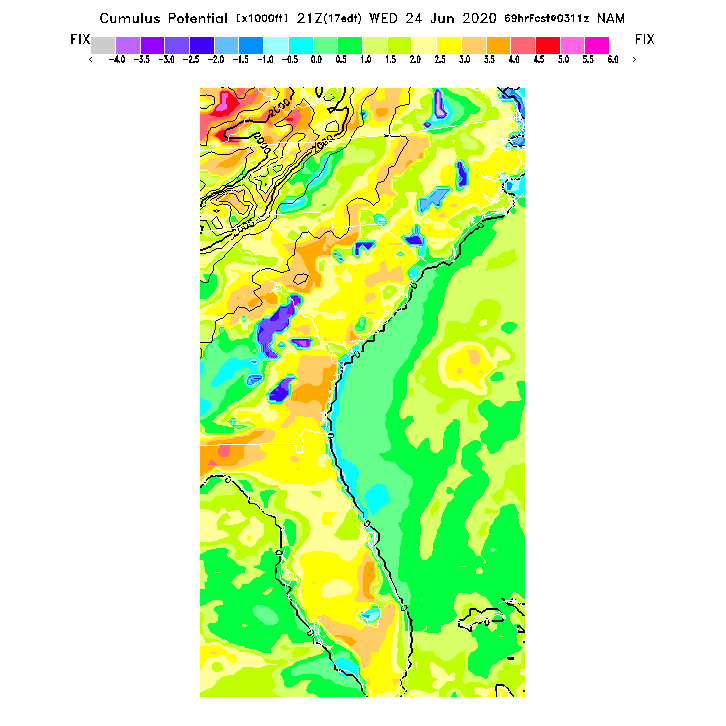 Cumulus Potential [x1000ft] 21Z(17edt) WED 24 Jun 2020 69hrFcst@0311z NAM
FIX FIX
< -4.0 -3.5 -3.0 -2.5 -2.0 -1.5 -1.0 -0.5 0.0 0.5 1.0 1.5 2.0 2.5 3.0 3.5 4.0 4.5 5.0 5.5 6.0 >
2000